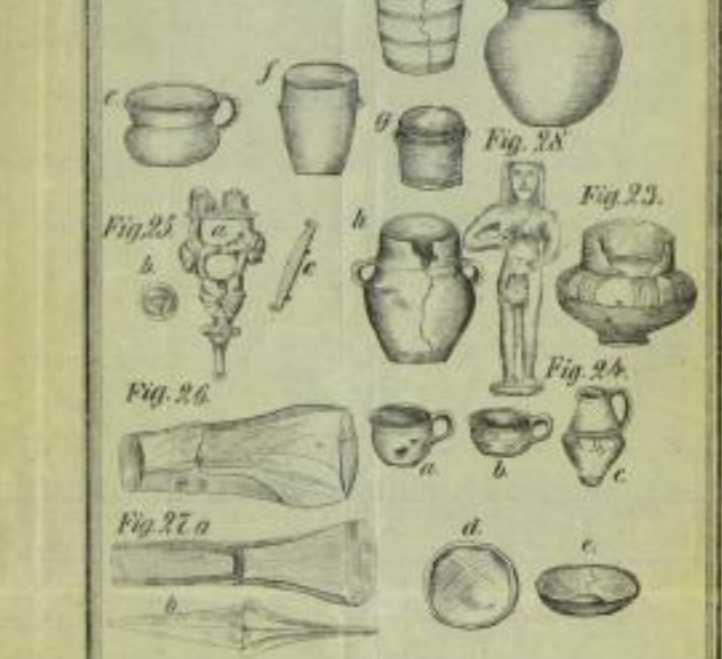 f.
e.
g
Fig. 28
Fig. 23.
Fig. 25
a.
h
b.
c
Fig. 24.
Fig. 26.
a.
b.
c.
Fig. 27. a
d.
e.
b.